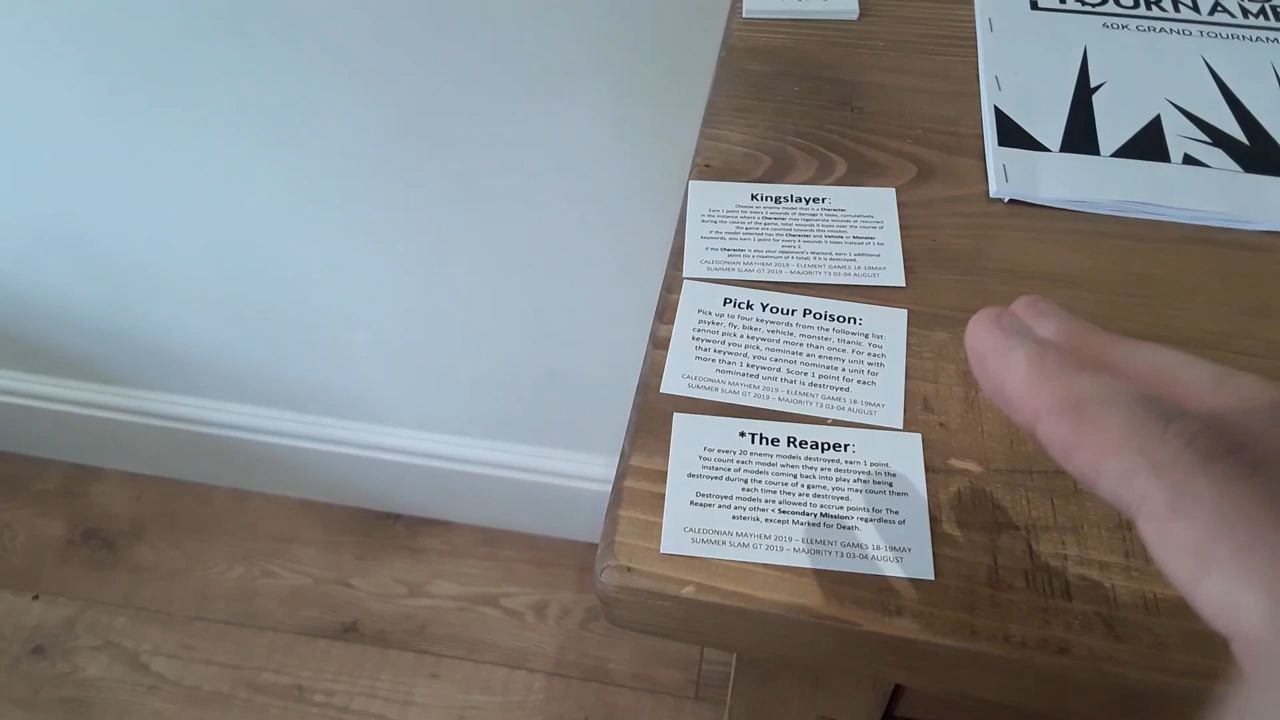 TOURNAME
40K GRAND TOURNAM
Kingslayer:
Choose an enemy model that is a Character.
Earn 1 point for every 2 wounds of damage it loses, cumulatively.
In the instance where a Character may regenerate wounds or resurrect
during the course of the game, total wounds it loses over the course of
the game are counted towards this mission.
If the model selected has the Character and Vehicle or Monster
keywords, you earn 1 point for every 4 wounds it loses instead of 1 for
every 2.
If the Character is also your opponent's Warlord, earn 1 additional
point (to a maximum of 4 total) if it is destroyed.
CALEDONIAN MAYHEM 2019 – ELEMENT GAMES 18-19MAY
SUMMER SLAM GT 2019 – MAJORITY T3 03-04 AUGUST
Pick Your Poison:
Pick up to four keywords from the following list:
psyker, fly, biker, vehicle, monster, titanic. You
cannot pick a keyword more than once. For each
keyword you pick, nominate an enemy unit with
that keyword, you cannot nominate a unit for
more than 1 keyword. Score 1 point for each
nominated unit that is destroyed.
CALEDONIAN MAYHEM 2019 – ELEMENT GAMES 18-19MAY
SUMMER SLAM GT 2019 – MAJORITY T3 03-04 AUGUST
*The Reaper:
For every 20 enemy models destroyed, earn 1 point.
You count each model when they are destroyed. In the
instance of models coming back into play after being
destroyed during the course of a game, you may count them
each time they are destroyed.
Destroyed models are allowed to accrue points for The
Reaper and any other < Secondary Mission> regardless of
asterisk, except Marked for Death.
CALEDONIAN MAYHEM 2019 – ELEMENT GAMES 18-19MAY
SUMMER SLAM GT 2019 – MAJORITY T3 03-04 AUGUST